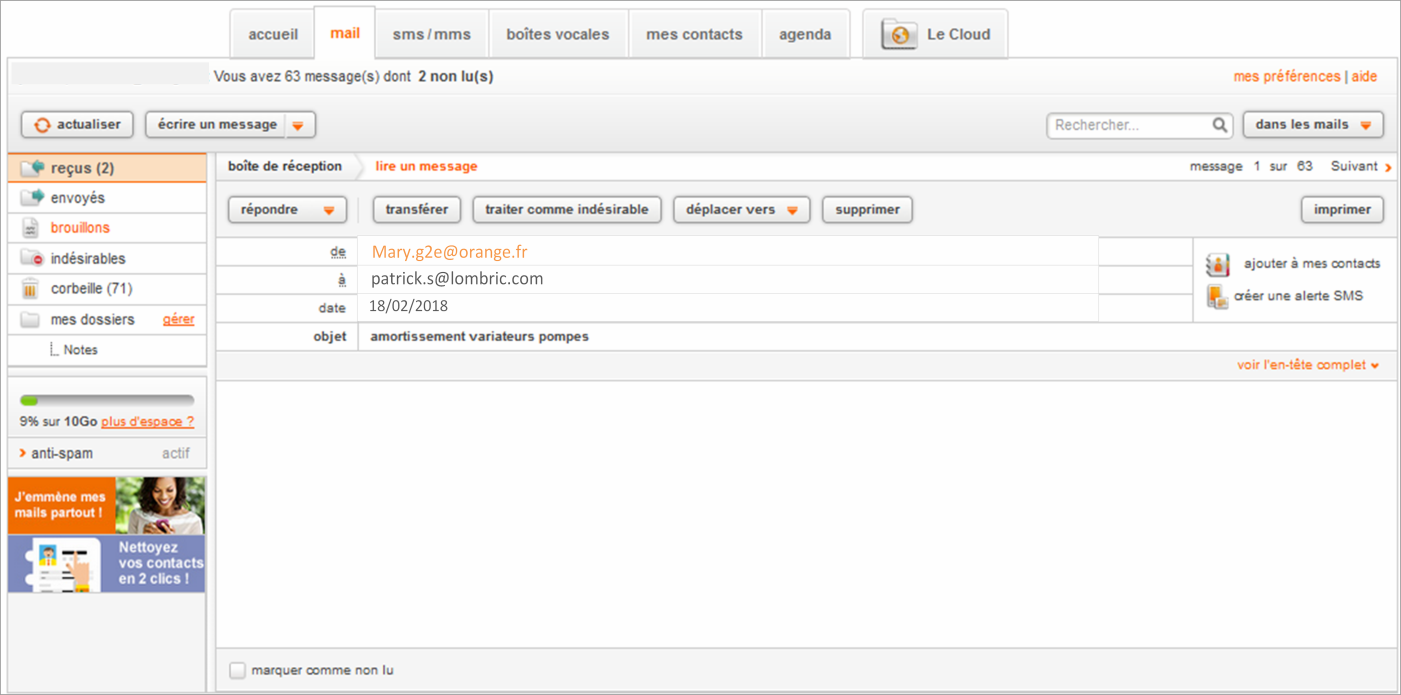 accueil mail sms/mms boîtes vocales mes contacts agenda Le Cloud
Vous avez 63 message(s) dont 2 non lu(s) mes préférences | aide
actualiser écrire un message Rechercher... dans les mails
reçus (2)
envoyés
brouillons
indésirables
corbeille (71)
mes dossiers gérer
Notes
9% sur 10Go plus d'espace ?
anti-spam actif
J'emmène mes
mails partout !
Nettoyez
vos contacts
en 2 clics !
boîte de réception lire un message message 1 sur 63 Suivant
répondre transférer traiter comme indésirable déplacer vers supprimer imprimer
de Mary.g2e@orange.fr
à patrick.s@lombric.com
date 18/02/2018
objet amortissement variateurs pompes
ajouter à mes contacts
créer une alerte SMS
voir l'en-tête complet
marquer comme non lu